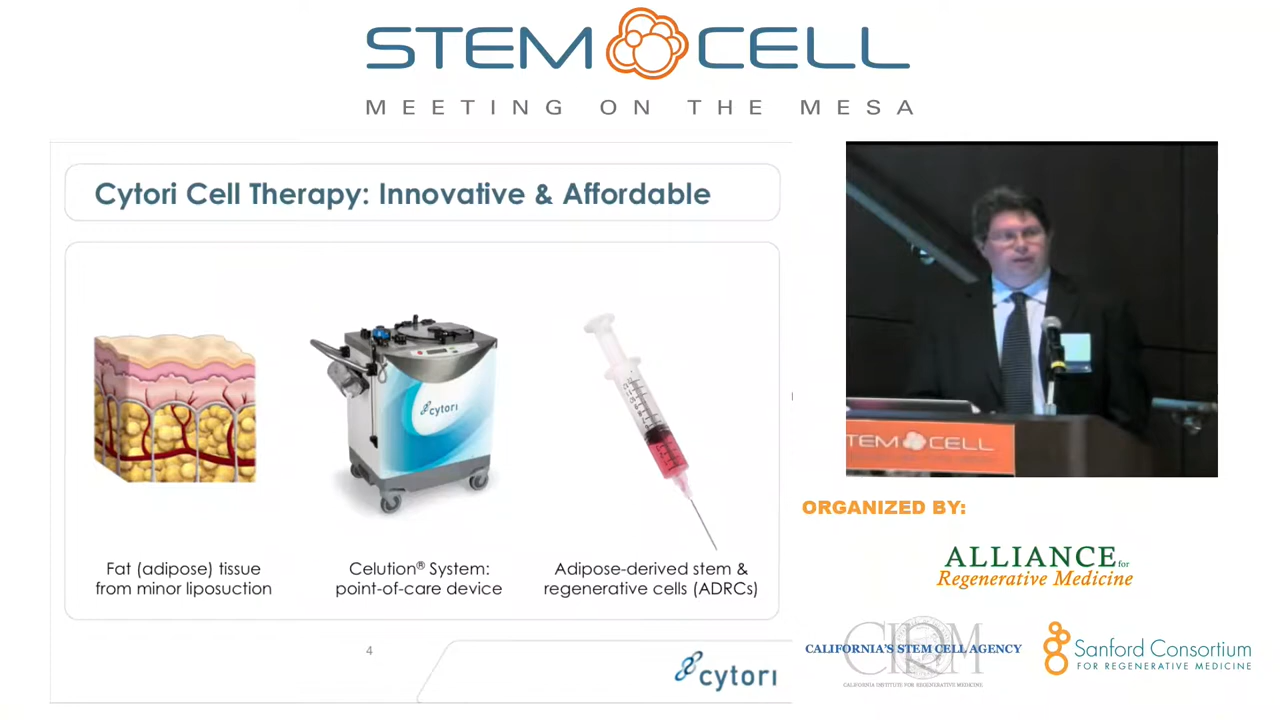 STEM CELL
MEETING ON THE MESA
Cytori Cell Therapy: Innovative & Affordable
cytori
Fat (adipose) tissue
from minor liposuction
Celution® System:
point-of-care device
Adipose-derived stem &
regenerative cells (ADRCs)
4
cytori
TEM CELL
ORGANIZED BY:
ALLIANCE for
Regenerative Medicine
CIRM
CALIFORNIA'S STEM CELL AGENCY
CALIFORNIA INSTITUTE FOR REGENERATIVE MEDICINE
Sanford Consortium
FOR REGENERATIVE MEDICINE